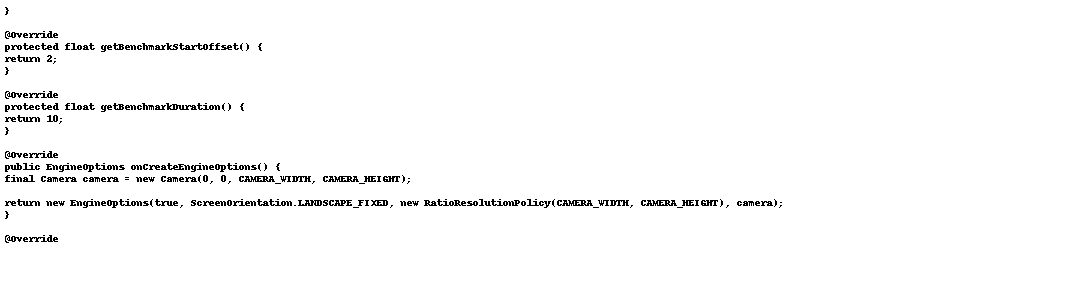 }

@Override
protected float getBenchmarkStartOffset() {
return 2;
}

@Override
protected float getBenchmarkDuration() {
return 10;
}

@Override
public EngineOptions onCreateEngineOptions() {
final Camera camera = new Camera(0, 0, CAMERA_WIDTH, CAMERA_HEIGHT);

return new EngineOptions(true, ScreenOrientation.LANDSCAPE_FIXED, new RatioResolutionPolicy(CAMERA_WIDTH, CAMERA_HEIGHT), camera);
}

@Override